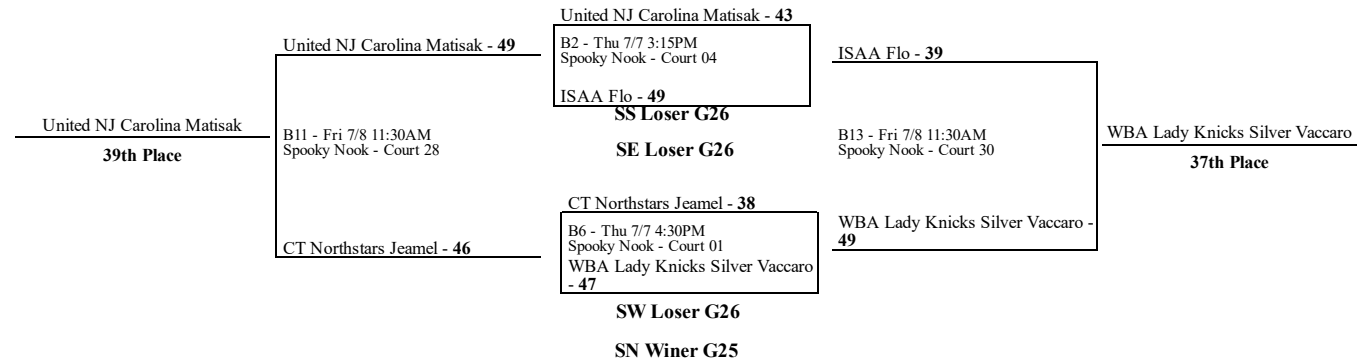 United NJ Carolina Matisak - 43
United NJ Carolina Matisak - 49
B2 - Thu 7/7 3:15PM
Spooky Nook - Court 04
ISAA Flo - 39
ISAA Flo - 49
SS Loser G26
United NJ Carolina Matisak
39th Place
B11 - Fri 7/8 11:30AM
Spooky Nook - Court 28
SE Loser G26
B13 - Fri 7/8 11:30AM
Spooky Nook - Court 30
WBA Lady Knicks Silver Vaccaro
37th Place
CT Northstars Jeamel - 38
CT Northstars Jeamel - 46
B6 - Thu 7/7 4:30PM
Spooky Nook - Court 01
WBA Lady Knicks Silver Vaccaro
- 47
WBA Lady Knicks Silver Vaccaro -
49
SW Loser G26
SN Winer G25